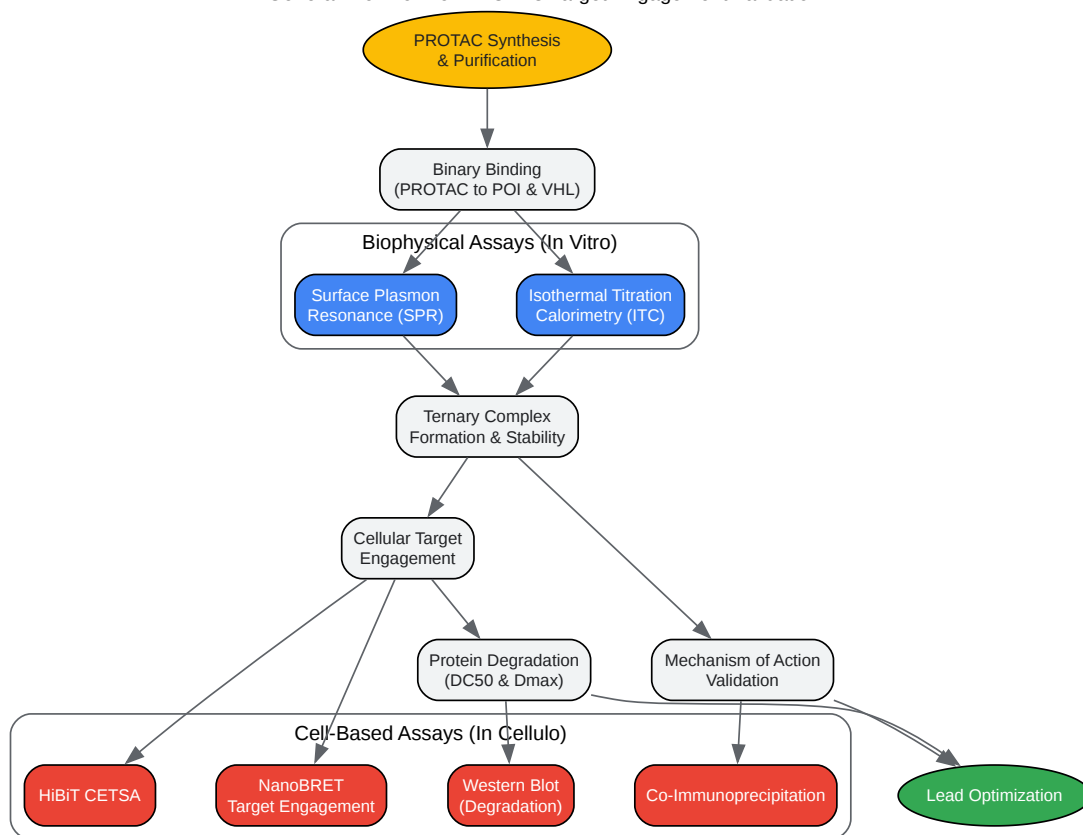 PROTAC Synthesis
& Purification
Binary Binding
(PROTAC to POI & VHL)
Biophysical Assays (In Vitro)
Surface Plasmon
Resonance (SPR)
Isothermal Titration
Calorimetry (ITC)
Ternary Complex
Formation & Stability
Cellular Target
Engagement
Protein Degradation
(DC50 & Dmax)
Mechanism of Action
Validation
Cell-Based Assays (In Cellulo)
HiBiT CETSA
NanoBRET
Target Engagement
Western Blot
(Degradation)
Co-Immunoprecipitation
Lead Optimization